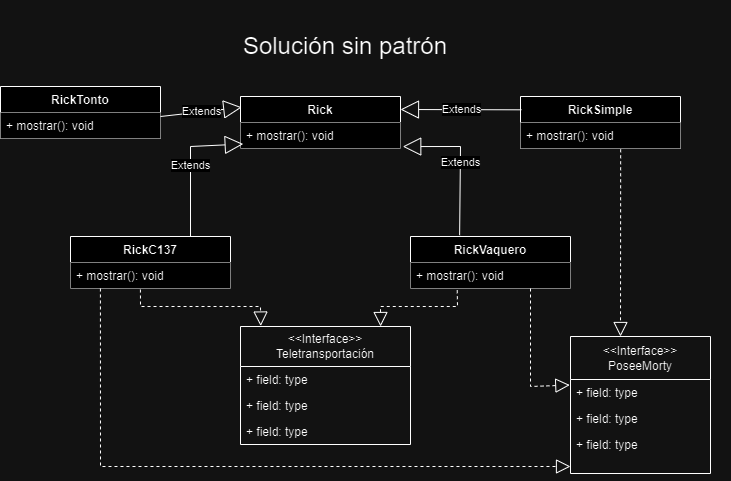 Solución sin patrón
RickTonto
+ mostrar(): void
Extends
Rick
+ mostrar(): void
Extends
RickSimple
+ mostrar(): void
Extends
Extends
RickC137
+ mostrar(): void
RickVaquero
+ mostrar(): void
<<Interface>>
Teletransportación
+ field: type
+ field: type
+ field: type
<<Interface>>
PoseeMorty
+ field: type
+ field: type
+ field: type